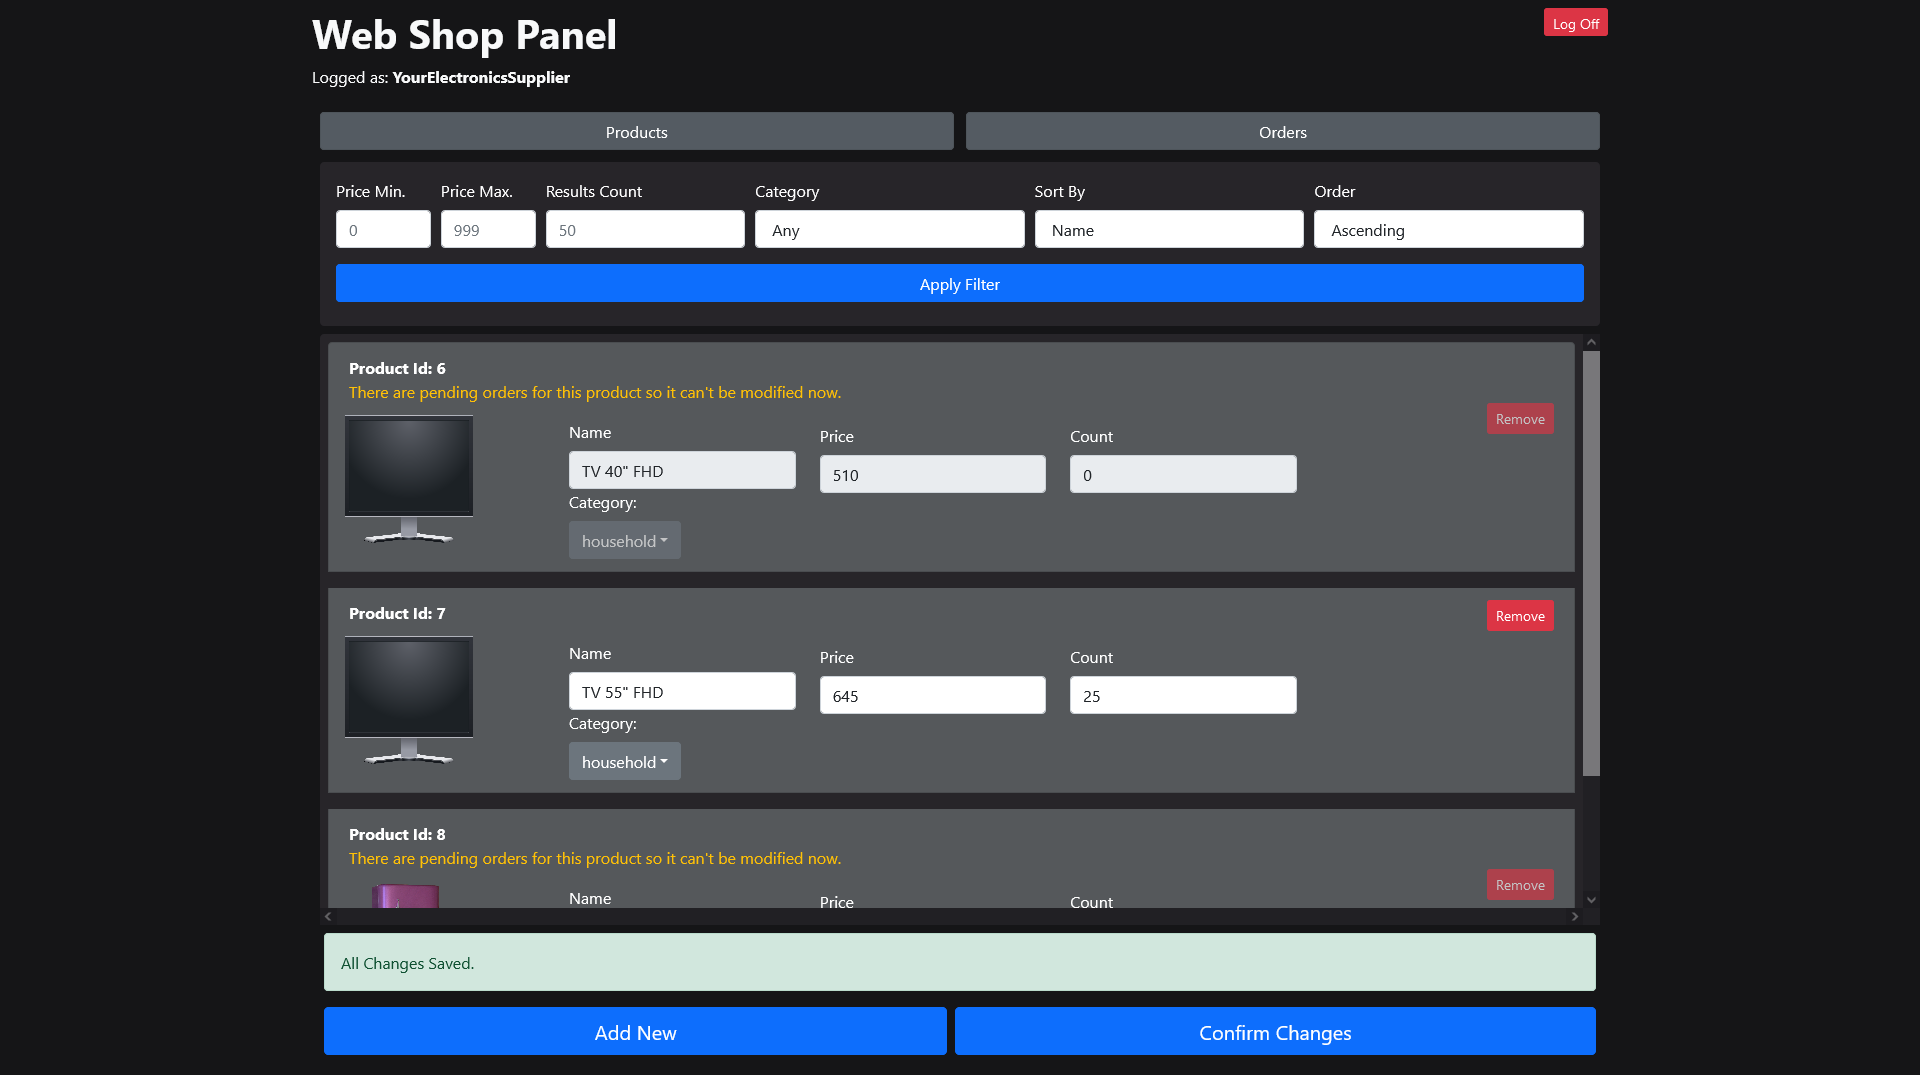 Web Shop Panel
Log Off
Logged as: YourElectronicsSupplier
Products
Orders
Price Min.
Price Max.
Results Count
Category
Sort By
Order
0
999
50
Any
Name
Ascending
Apply Filter
Product Id: 6
There are pending orders for this product so it can't be modified now.
Remove
Name
Price
Count
TV 40" FHD
510
0
Category:
household
Product Id: 7
Remove
Name
Price
Count
TV 55" FHD
645
25
Category:
household
Product Id: 8
There are pending orders for this product so it can't be modified now.
Remove
Name
Price
Count
All Changes Saved.
Add New
Confirm Changes